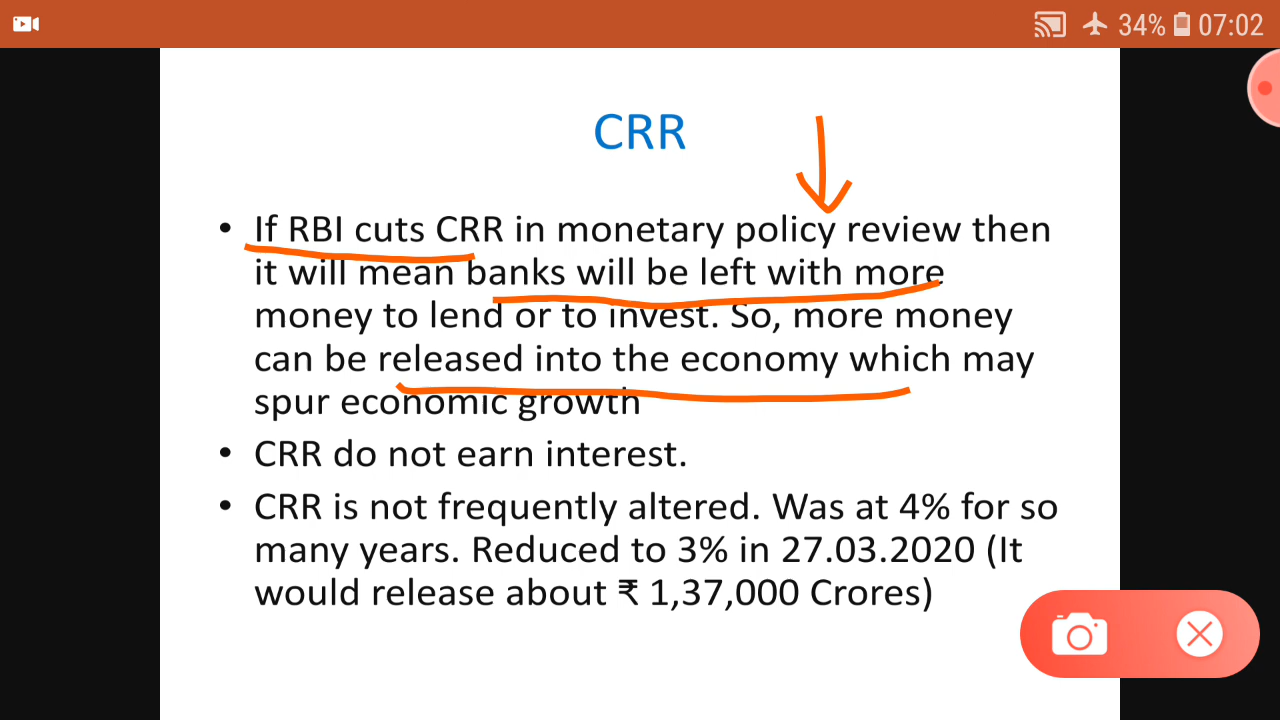 34% 07:02
CRR
• If RBI cuts CRR in monetary policy review then
it will mean banks will be left with more
money to lend or to invest. So, more money
can be released into the economy which may
spur economic growth
• CRR do not earn interest.
• CRR is not frequently altered. Was at 4% for so
many years. Reduced to 3% in 27.03.2020 (It
would release about ₹ 1,37,000 Crores)